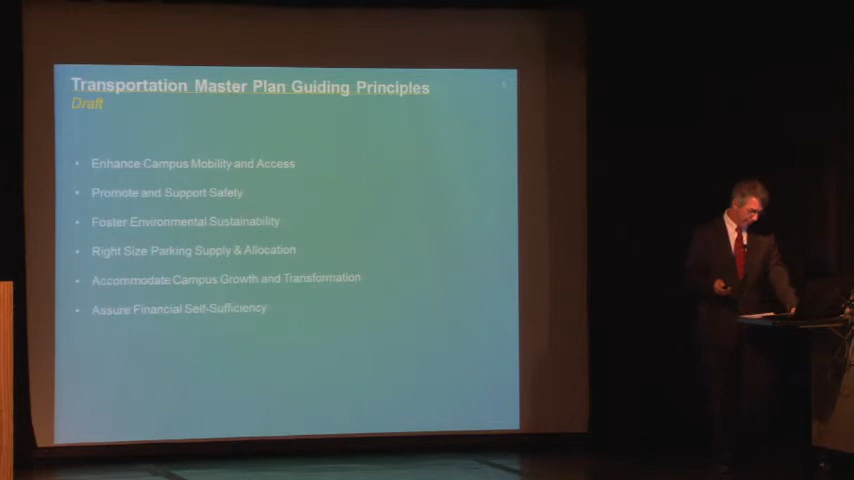 Transportation Master Plan Guiding Principles
Draft
• Enhance Campus Mobility and Access
• Promote and Support Safety
• Foster Environmental Sustainability
• Right Size Parking Supply & Allocation
• Accommodate Campus Growth and Transformation
• Assure Financial Self-Sufficiency